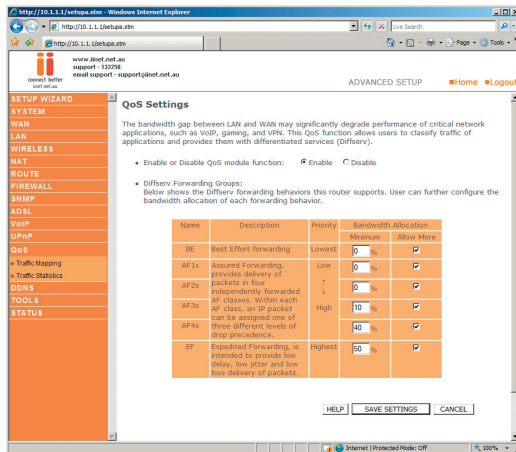 http://10.1.1.1/setupa.stm - Windows Internet Explorer
http://10.1.1.1/setupa.stm
Live Search
http://10.1.1.1/setupa.stm
Page
Tools
connect better
iinet.net.au
www.iinet.net.au
support - 132258
email support - support@iinet.net.au
ADVANCED SETUP
Home
Logout
SETUP WIZARD
SYSTEM
WAN
LAN
WIRELESS
NAT
ROUTE
FIREWALL
SNMP
ADSL
VoIP
UPnP
QoS
» Traffic Mapping
» Traffic Statistics
DDNS
TOOLS
STATUS
QoS Settings
The bandwidth gap between LAN and WAN may significantly degrade performance of critical network
applications, such as VoIP, gaming, and VPN. This QoS function allows users to classify traffic of
applications and provides them with differentiated services (Diffserv).
• Enable or Disable QoS module function: Enable Disable
• Diffserv Forwarding Groups:
Below shows the Diffserv forwarding behaviors this router supports. User can further configure the
bandwidth allocation of each forwarding behavior.
Name Description Priority Bandwidth Allocation
Minimum Allow More
BE Best Effort forwarding Lowest 0 %
AF1x Assured Forwarding, Low 0 %
provides delivery of
AF2x packets in four ↑ 0 %
independently forwarded ↓
AF3x AF classes. Within each High 10 %
AF class, an IP packet
can be assigned one of
AF4x three different levels of 40 %
drop precedence.
EF Expedited Forwarding, is Highest 50 %
intended to provide low
delay, low jitter and low
loss delivery of packets.
HELP SAVE SETTINGS CANCEL
Internet | Protected Mode: Off
100%